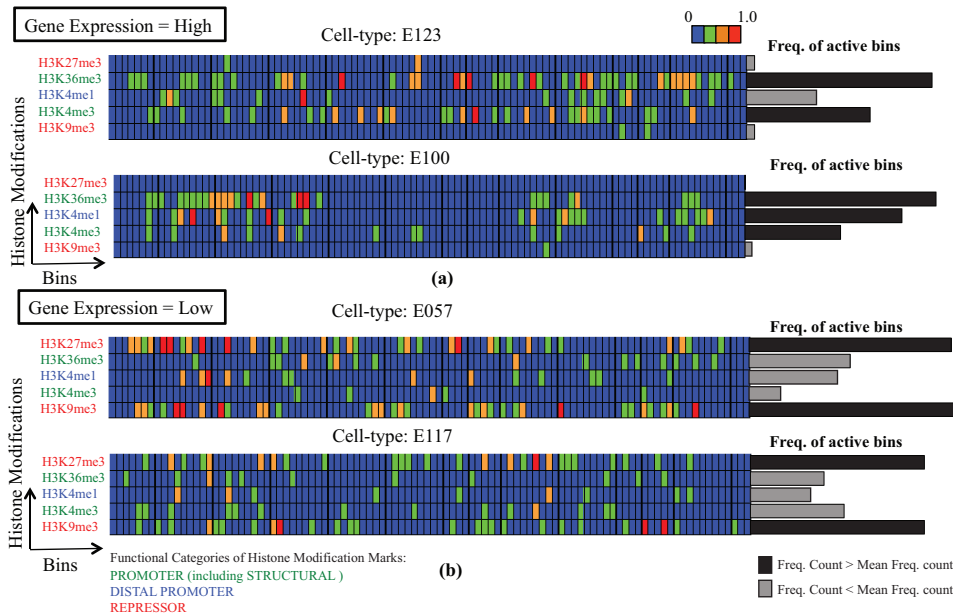 Gene Expression = High
Cell-type: E123
0 1.0
Freq. of active bins
H3K27me3
H3K36me3
H3K4me1
H3K4me3
H3K9me3
Cell-type: E100
Freq. of active bins
H3K27me3
H3K36me3
H3K4me1
H3K4me3
H3K9me3
Histone Modifications
Bins
(a)
Gene Expression = Low
Cell-type: E057
Freq. of active bins
H3K27me3
H3K36me3
H3K4me1
H3K4me3
H3K9me3
Cell-type: E117
Freq. of active bins
H3K27me3
H3K36me3
H3K4me1
H3K4me3
H3K9me3
Histone Modifications
Bins
(b)
Functional Categories of Histone Modification Marks:
PROMOTER (including STRUCTURAL )
DISTAL PROMOTER
REPRESSOR
Freq. Count > Mean Freq. count
Freq. Count < Mean Freq. count